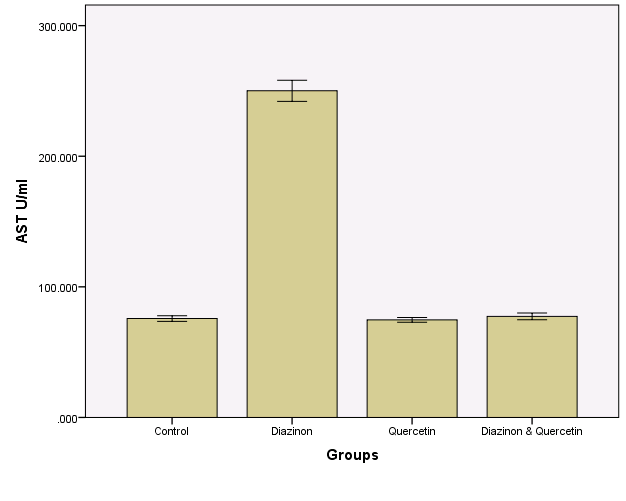 300.000
200.000
100.000
.000
AST U/ml
Control
Diazinon
Quercetin
Diazinon & Quercetin
Groups